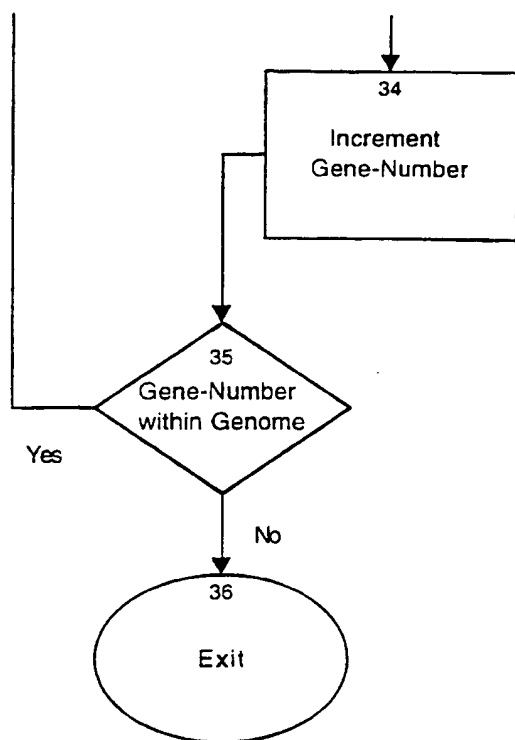 34
Increment
Gene-Number
35
Gene-Number
within Genome
Yes
No
36
Exit